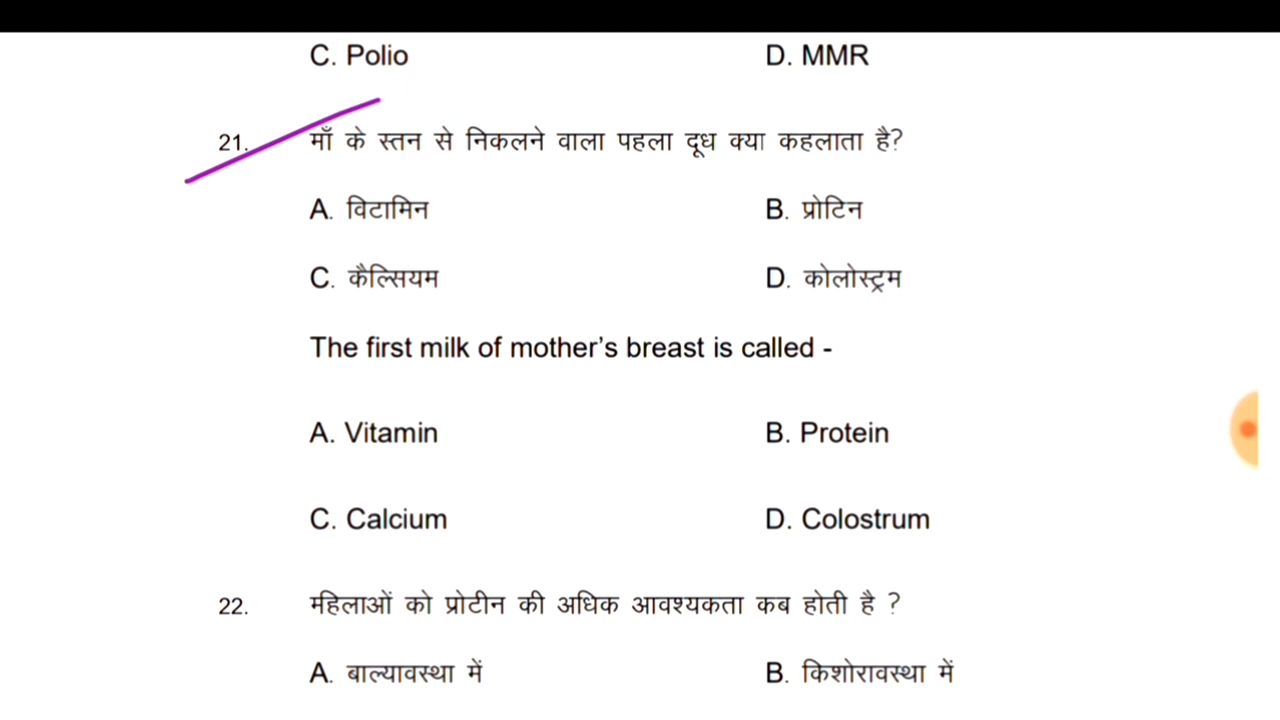 C. Polio D. MMR
21. माँ के स्तन से निकलने वाला पहला दूध क्या कहलाता है?
A. विटामिन B. प्रोटिन
C. कैल्सियम D. कोलोस्ट्रम
The first milk of mother’s breast is called -
A. Vitamin B. Protein
C. Calcium D. Colostrum
22. महिलाओं को प्रोटीन की अधिक आवश्यकता कब होती है ?
A. बाल्यावस्था में B. किशोरावस्था में